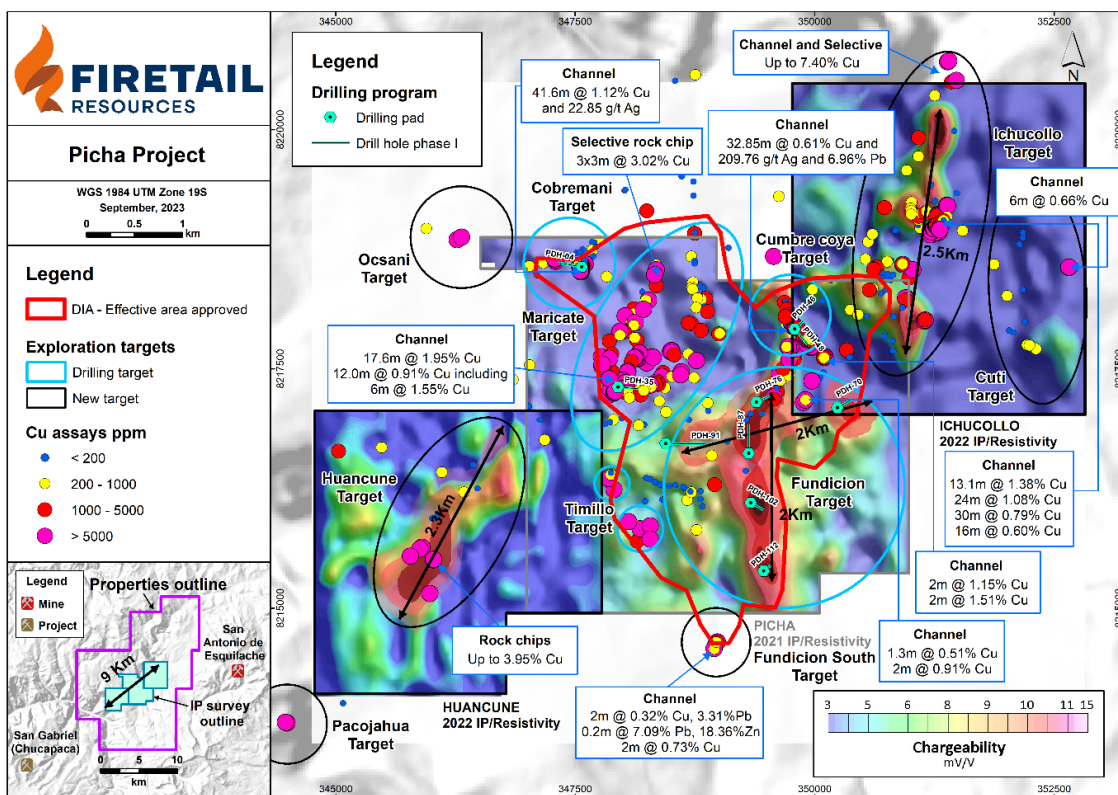 FIRETAIL
RESOURCES
Picha Project
WGS 1984 UTM Zone 19S
September, 2023
0 0.5 1
km
Legend
DIA - Effective area approved
Exploration targets
Drilling target
New target
Cu assays ppm
< 200
200 - 1000
1000 - 5000
> 5000
Legend
Mine
Project
Properties outline
San
Antonio de
Esquilache
9 Km
IP survey
outline
San Gabriel
(Chucapaca)
0 5 10
km
345000
347500
350000
352500
8220000
8217500
8215000
Legend
Drilling program
Drilling pad
Drill hole phase I
Channel
41.6m @ 1.12% Cu
and 22.85 g/t Ag
Selective rock chip
3x3m @ 3.02% Cu
Channel
32.85m @ 0.61% Cu and
209.76 g/t Ag and 6.96% Pb
Channel and Selective
Up to 7.40% Cu
N
Ichucollo
Target
Channel
6m @ 0.66% Cu
Cobremani
Target
Ocsani
Target
PDH-04
Cumbre coya
Target
2.5Km
Maricate
Target
PDH-46
PDH-49
Channel
17.6m @ 1.95% Cu
12.0m @ 0.91% Cu including
6m @ 1.55% Cu
PDH-35
Cuti
Target
PDH-76
PDH-70
PDH-87
PDH-91
2Km
ICHUCOLLO
2022 IP/Resistivity
Huancune
Target
2.3Km
Timillo
Target
Fundicion
Target
PDH-102
2Km
PDH-112
Channel
13.1m @ 1.38% Cu
24m @ 1.08% Cu
30m @ 0.79% Cu
16m @ 0.60% Cu
Channel
2m @ 1.15% Cu
2m @ 1.51% Cu
Channel
1.3m @ 0.51% Cu
2m @ 0.91% Cu
Rock chips
Up to 3.95% Cu
PICHA
2021 IP/Resistivity
Fundicion South
Target
HUANCUNE
2022 IP/Resistivity
Pacojahua
Target
Channel
2m @ 0.32% Cu, 3.31%Pb
0.2m @ 7.09% Pb, 18.36%Zn
2m @ 0.73% Cu
3 4 5 6 7 8 9 10 11 15
Chargeability
mV/V
8220000
8217500
8215000
345000
347500
350000
352500